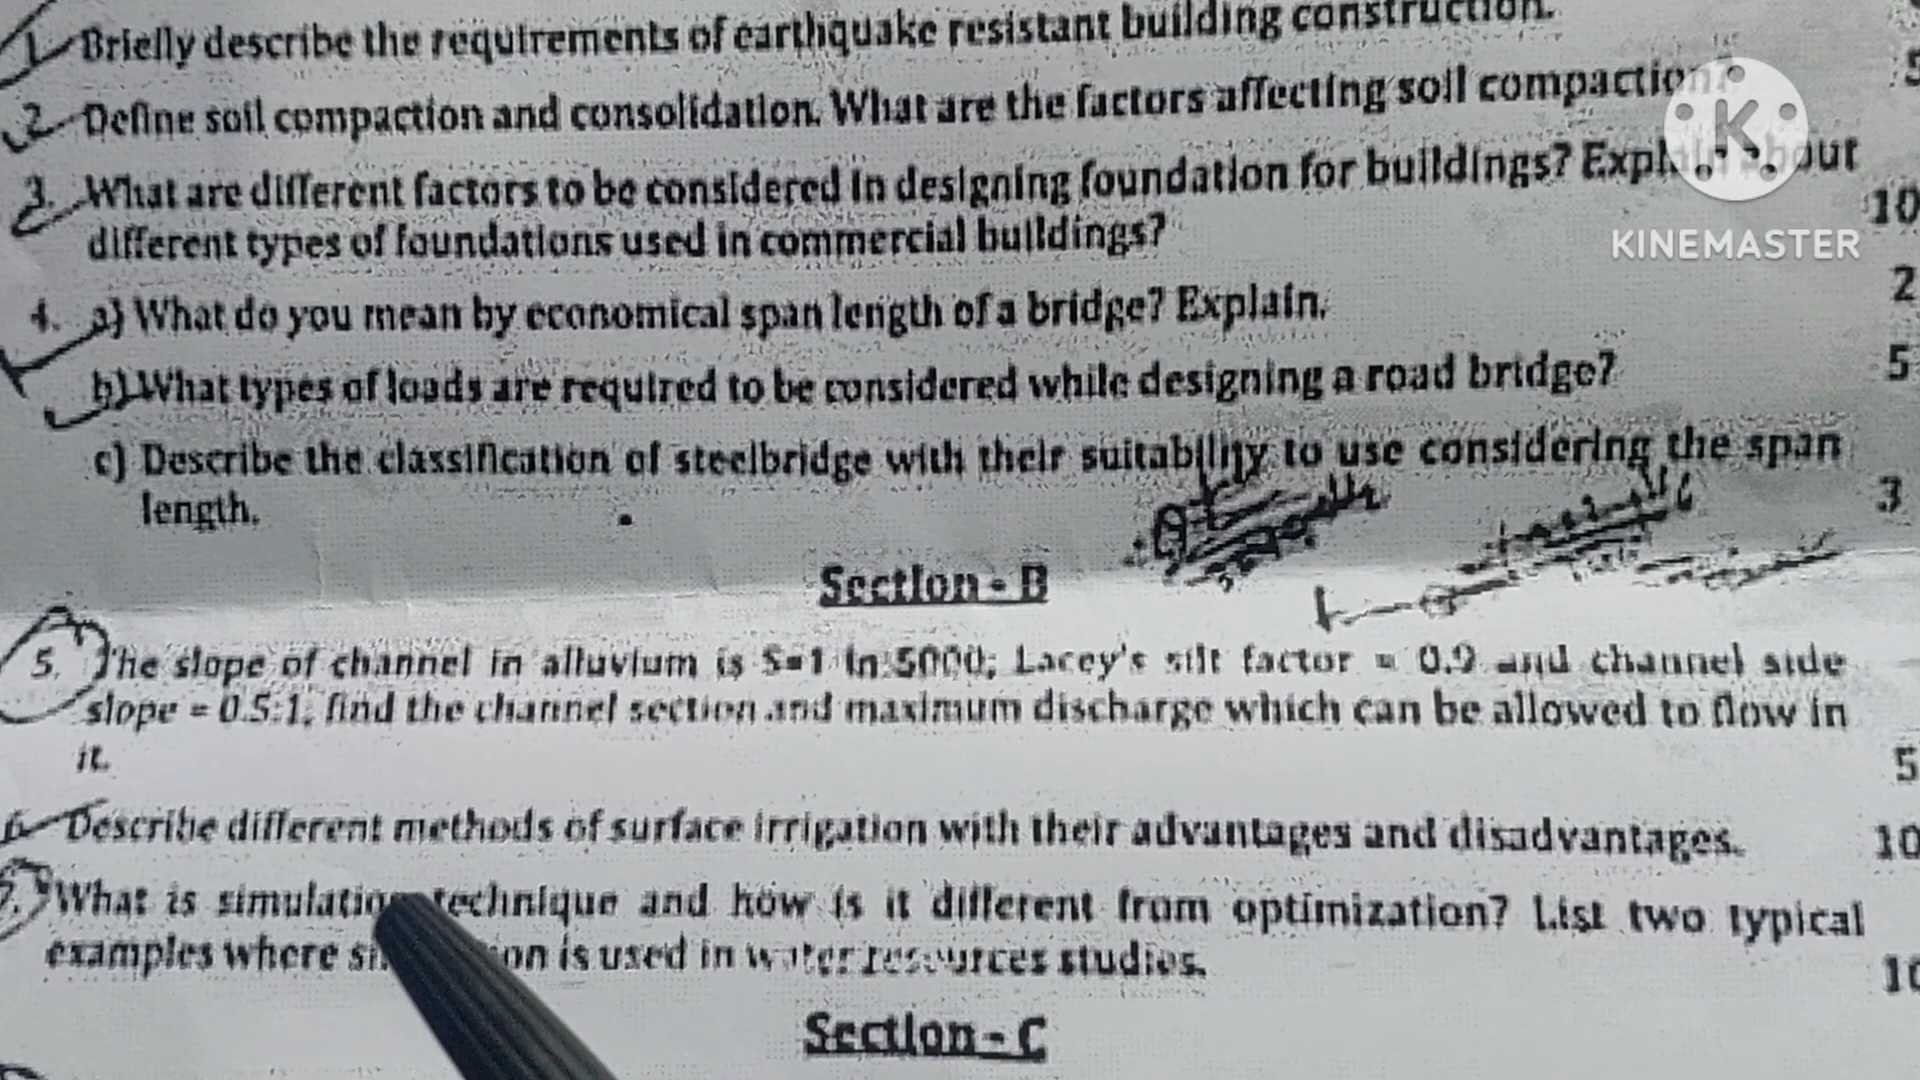 1. Briefly describe the requirements of earthquake resistant building construction.
2. Define soil compaction and consolidation. What are the factors affecting soil compaction? 5
3. What are different factors to be considered in designing foundation for buildings? Explain about
different types of foundations used in commercial buildings? 10
KINEMASTER
4. a) What do you mean by economical span length of a bridge? Explain. 2
b) What types of loads are required to be considered while designing a road bridge? 5
c) Describe the classification of steelbridge with their suitability to use considering the span
length. 3
Section - B
5. The slope of channel in alluvium is S=1 in 5000; Lacey's silt factor = 0.9 and channel side
slope = 0.5:1, find the channel section and maximum discharge which can be allowed to flow in
it. 5
6. Describe different methods of surface irrigation with their advantages and disadvantages. 10
7. What is simulation technique and how is it different from optimization? List two typical
examples where is used in water resources studies. 10
Section - C